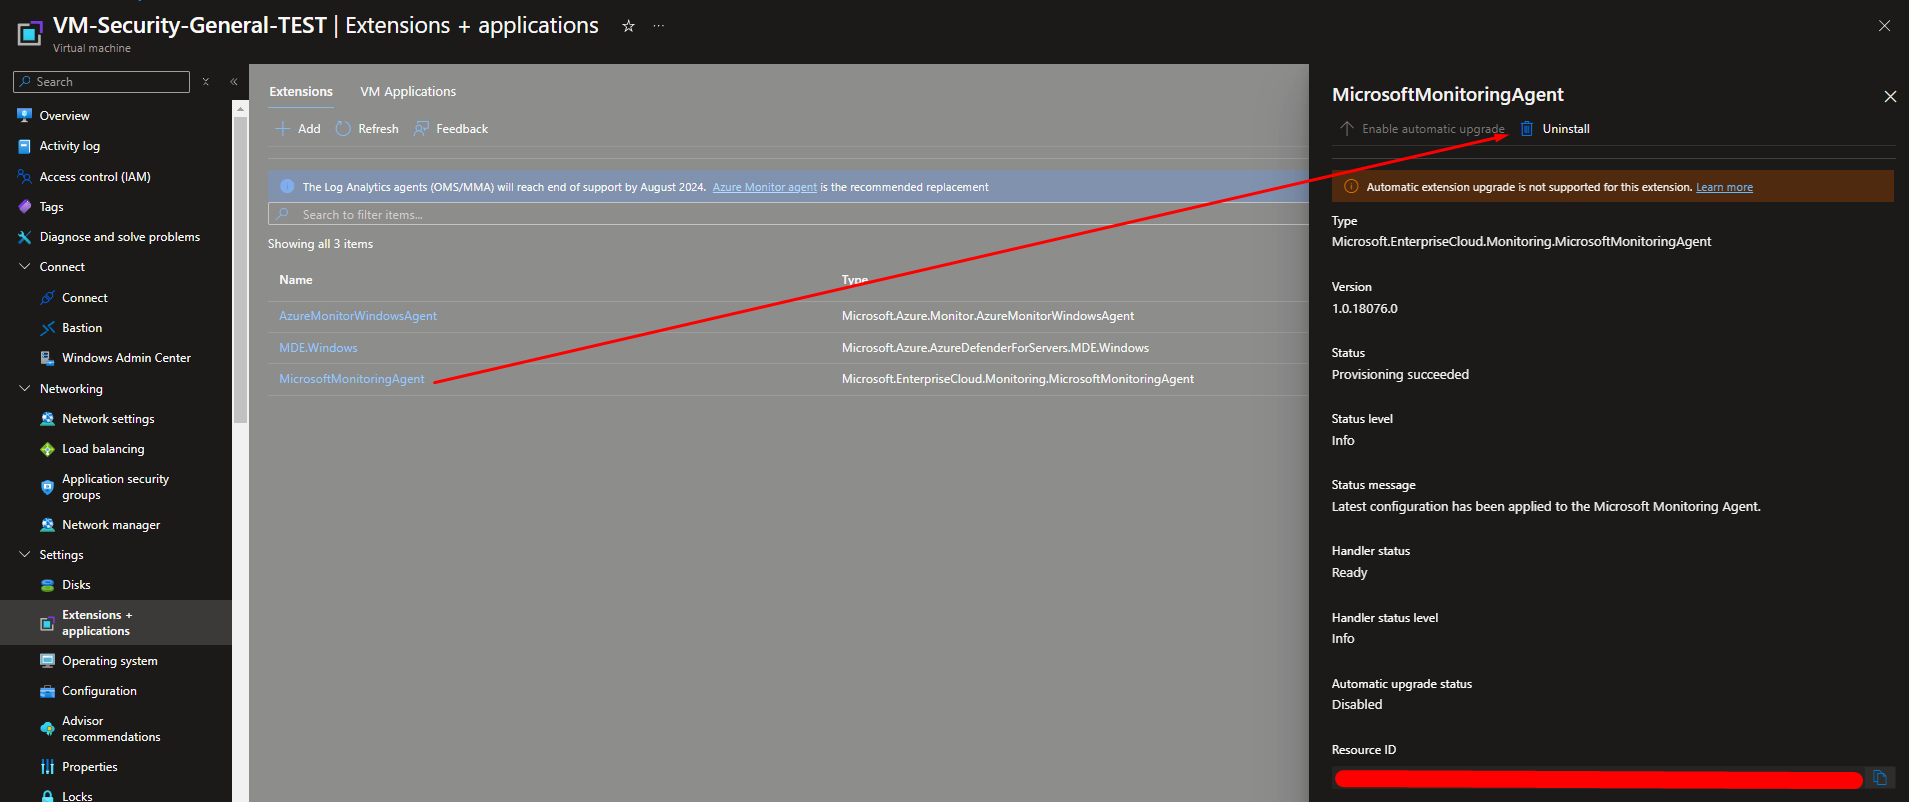 VM-Security-General-TEST | Extensions + applications
Virtual machine
Search
Overview
Activity log
Access control (IAM)
Tags
Diagnose and solve problems
Connect
Connect
Bastion
Windows Admin Center
Networking
Network settings
Load balancing
Application security
groups
Network manager
Settings
Disks
Extensions +
applications
Operating system
Configuration
Advisor
recommendations
Properties
Locks
Extensions VM Applications
Add Refresh Feedback
The Log Analytics agents (OMS/MMA) will reach end of support by August 2024. Azure Monitor agent is the recommended replacement
Search to filter items...
Showing all 3 items
Name Type
AzureMonitorWindowsAgent Microsoft.Azure.Monitor.AzureMonitorWindowsAgent
MDE.Windows Microsoft.Azure.AzureDefenderForServers.MDE.Windows
MicrosoftMonitoringAgent Microsoft.EnterpriseCloud.Monitoring.MicrosoftMonitoringAgent
MicrosoftMonitoringAgent
Enable automatic upgrade Uninstall
Automatic extension upgrade is not supported for this extension. Learn more
Type
Microsoft.EnterpriseCloud.Monitoring.MicrosoftMonitoringAgent
Version
1.0.18076.0
Status
Provisioning succeeded
Status level
Info
Status message
Latest configuration has been applied to the Microsoft Monitoring Agent.
Handler status
Ready
Handler status level
Info
Automatic upgrade status
Disabled
Resource ID